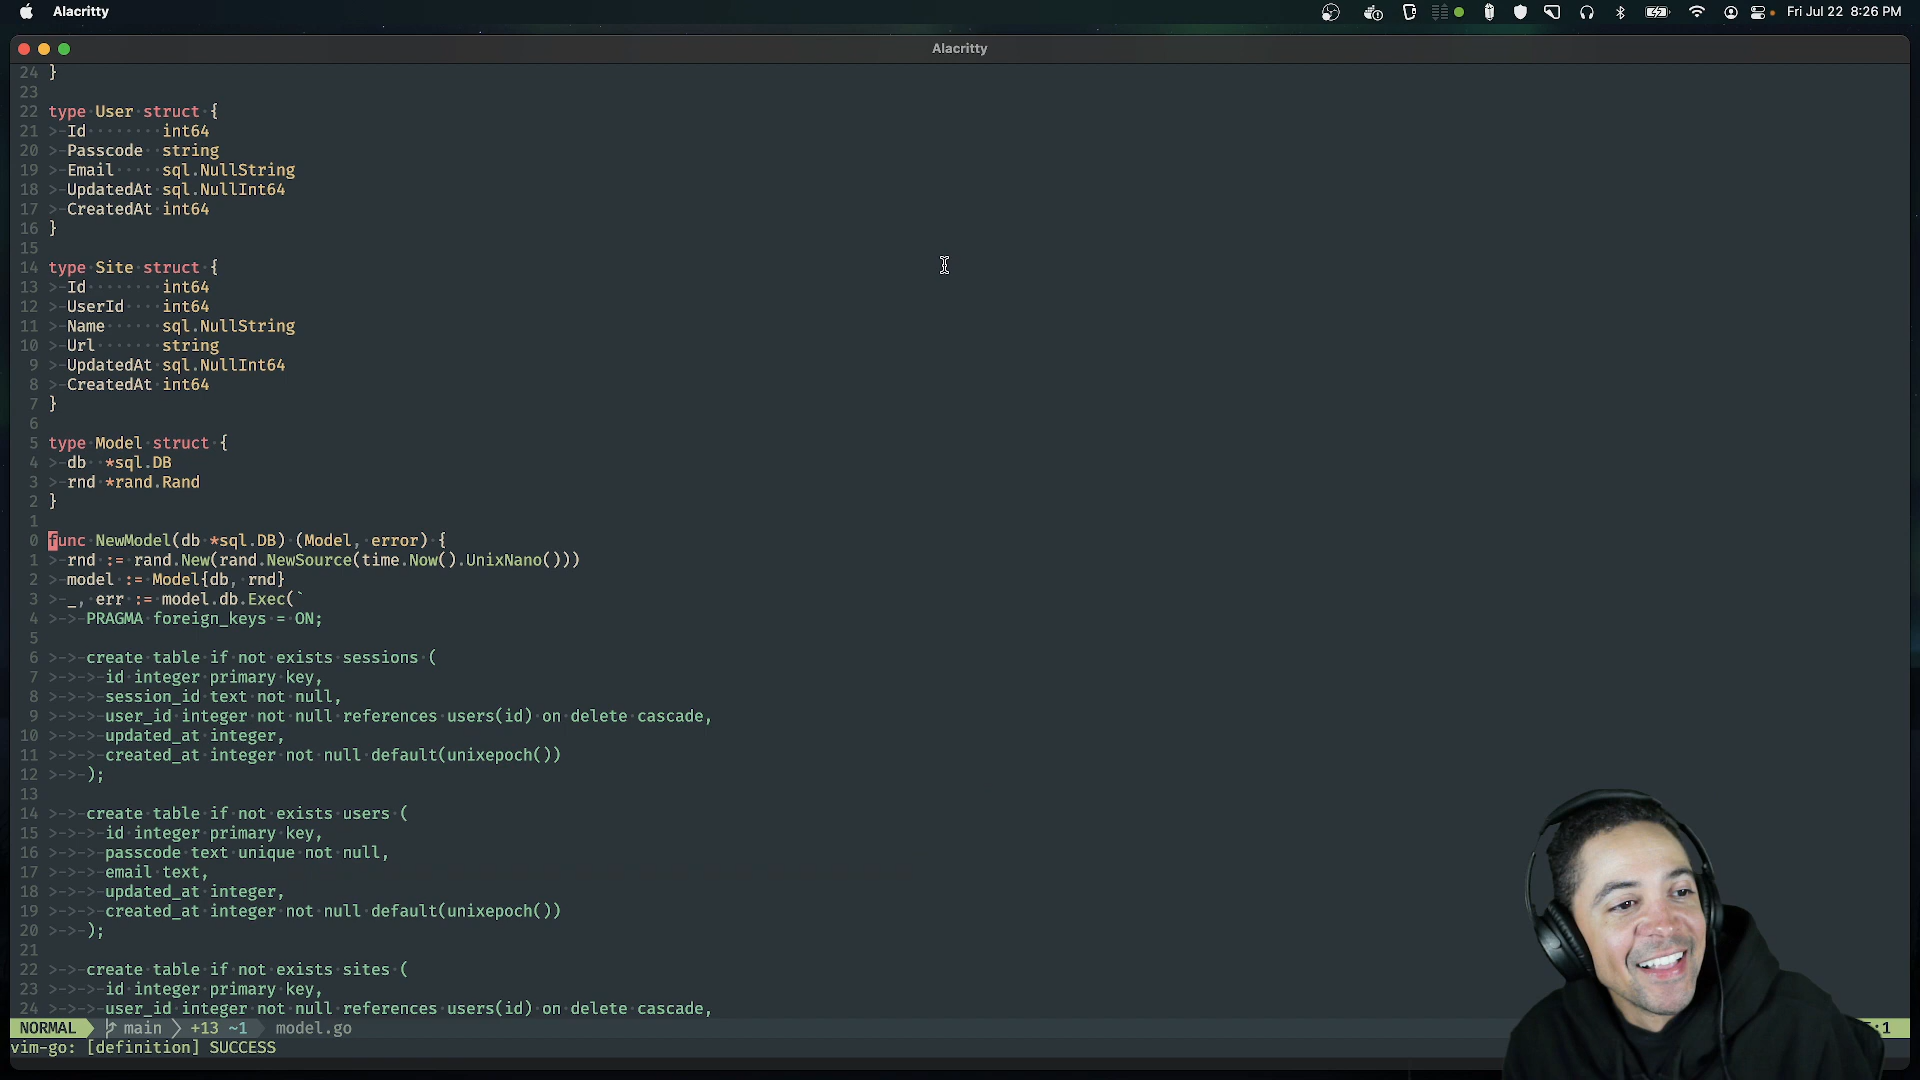 Alacritty
Fri Jul 22 8:26 PM
Alacritty
24 }
23
22 type User struct {
21 Id int64
20 Passcode string
19 Email sql.NullString
18 UpdatedAt sql.NullInt64
17 CreatedAt int64
16 }
15
14 type Site struct {
13 Id int64
12 UserId int64
11 Name sql.NullString
10 Url string
9 UpdatedAt sql.NullInt64
8 CreatedAt int64
7 }
6
5 type Model struct {
4 db *sql.DB
3 rnd *rand.Rand
2 }
1
0 func NewModel(db *sql.DB) (Model, error) {
1 rnd := rand.New(rand.NewSource(time.Now().UnixNano()))
2 model := Model{db, rnd}
3 _, err := model.db.Exec(`
4 PRAGMA foreign_keys = ON;
5
6 create table if not exists sessions (
7 id integer primary key,
8 session_id text not null,
9 user_id integer not null references users(id) on delete cascade,
10 updated_at integer,
11 created_at integer not null default(unixepoch())
12 );
13
14 create table if not exists users (
15 id integer primary key,
16 passcode text unique not null,
17 email text,
18 updated_at integer,
19 created_at integer not null default(unixepoch())
20 );
21
22 create table if not exists sites (
23 id integer primary key,
24 user_id integer not null references users(id) on delete cascade,
NORMAL main +13 ~1 model.go :1
vim-go: [definition] SUCCESS